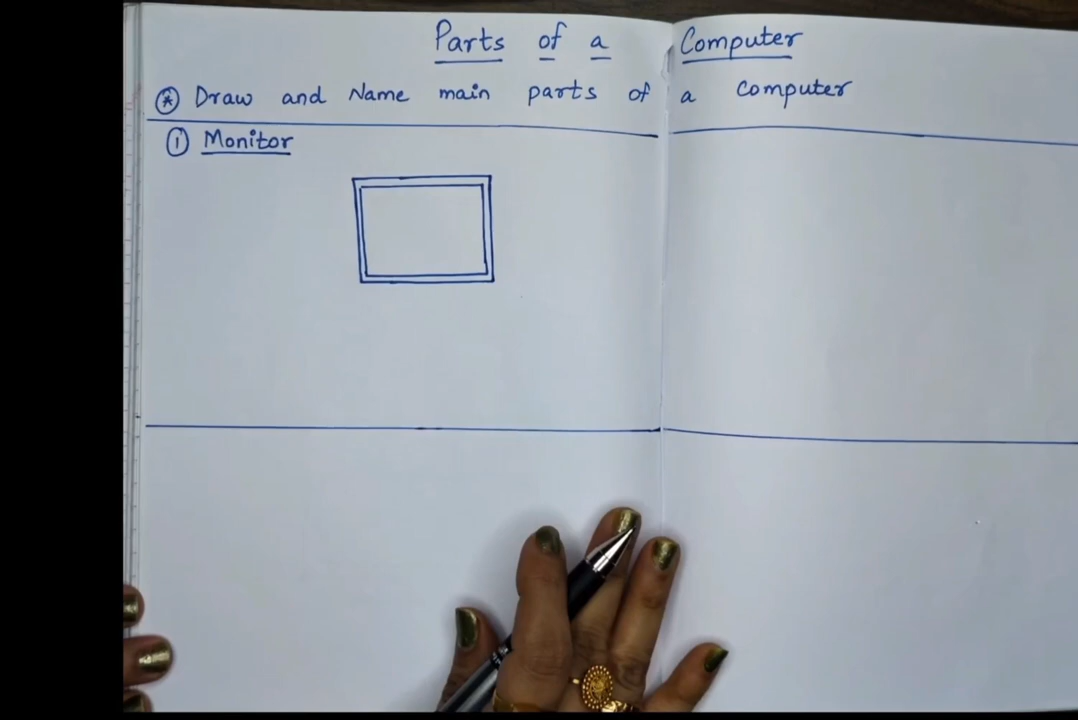 Parts of a Computer
* Draw and Name main parts of a computer
1 Monitor